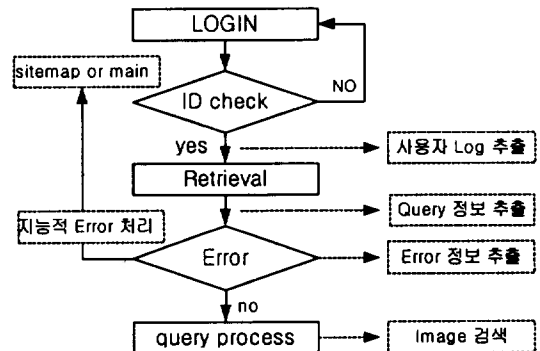 LOGIN
sitemap or main
NO
ID check
yes
사용자 Log 추출
Retrieval
Query 정보 추출
지능적 Error 처리
Error
Error 정보 추출
no
query process
Image 검색